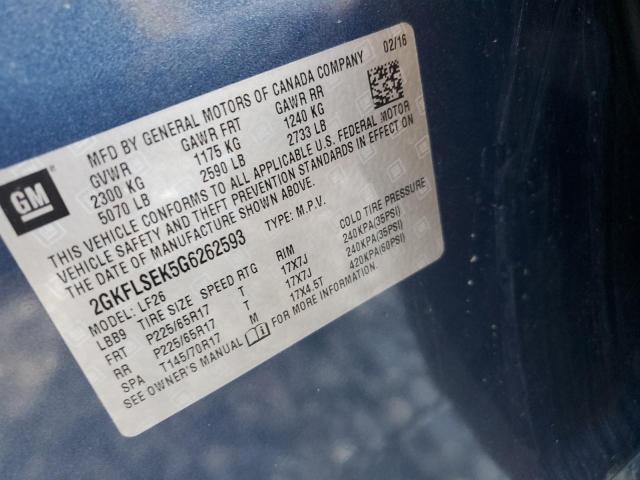 GM
®
MFD BY GENERAL MOTORS OF CANADA COMPANY 02/16
GVWR GAWR FRT GAWR RR
2300 KG 1175 KG 1240 KG
5070 LB 2590 LB 2733 LB
THIS VEHICLE CONFORMS TO ALL APPLICABLE U.S. FEDERAL MOTOR
VEHICLE SAFETY AND THEFT PREVENTION STANDARDS IN EFFECT ON
THE DATE OF MANUFACTURE SHOWN ABOVE.
2GKFLSEK5G6262593 TYPE: M.P.V.
MODEL: LF26
LBB9 TIRE SIZE SPEED RTG RIM COLD TIRE PRESSURE
FRT P225/65R17 T 17X7J 240KPA(35PSI)
RR P225/65R17 T 17X7J 240KPA(35PSI)
SPA T145/70R17 M 17X4.5T 420KPA(60PSI)
SEE OWNER'S MANUAL FOR MORE INFORMATION.